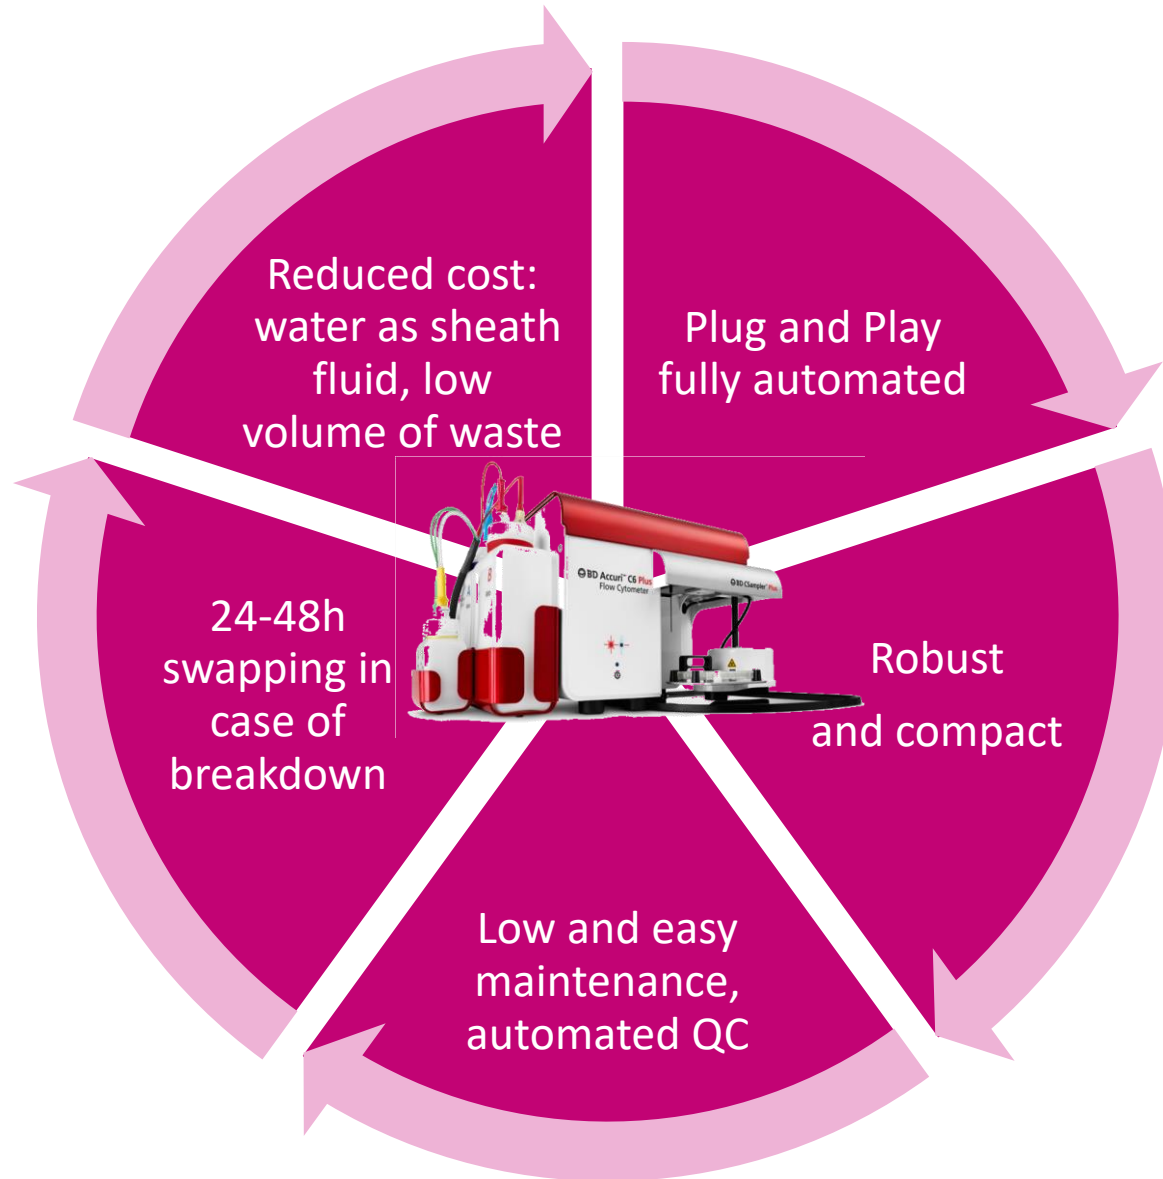 Reduced cost:
water as sheath
fluid, low
volume of waste
Plug and Play
fully automated
Robust
and compact
Low and easy
maintenance,
automated QC
24-48h
swapping in
case of
breakdown
BD Accuri™ C6 Plus
Flow Cytometer
BD CSampler™ Plus